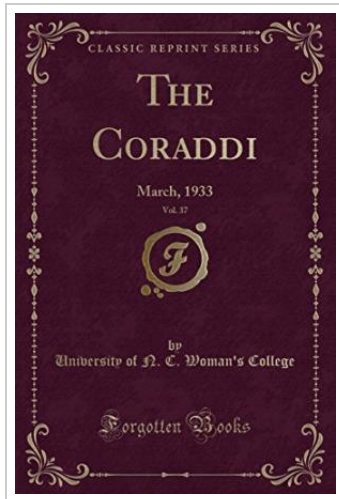 CLASSIC REPRINT SERIES
THE
CORADDI
March, 1933
Vol. 37
F
by
University of N. C. Woman's College
Forgotten Books